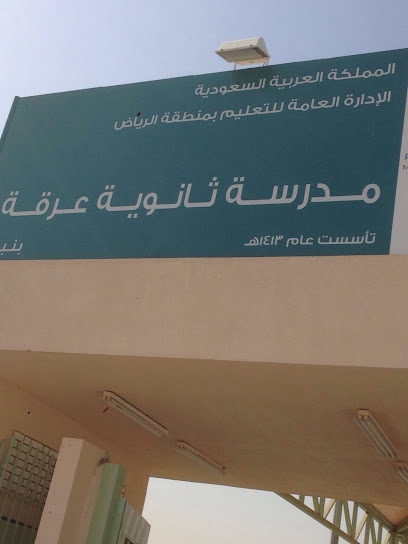 المملكة العربية السعودية
الإدارة العامة للتعليم بمنطقة الرياض
مدرسة ثانوية عرقة
تأسست عام ١٤١٣هـ